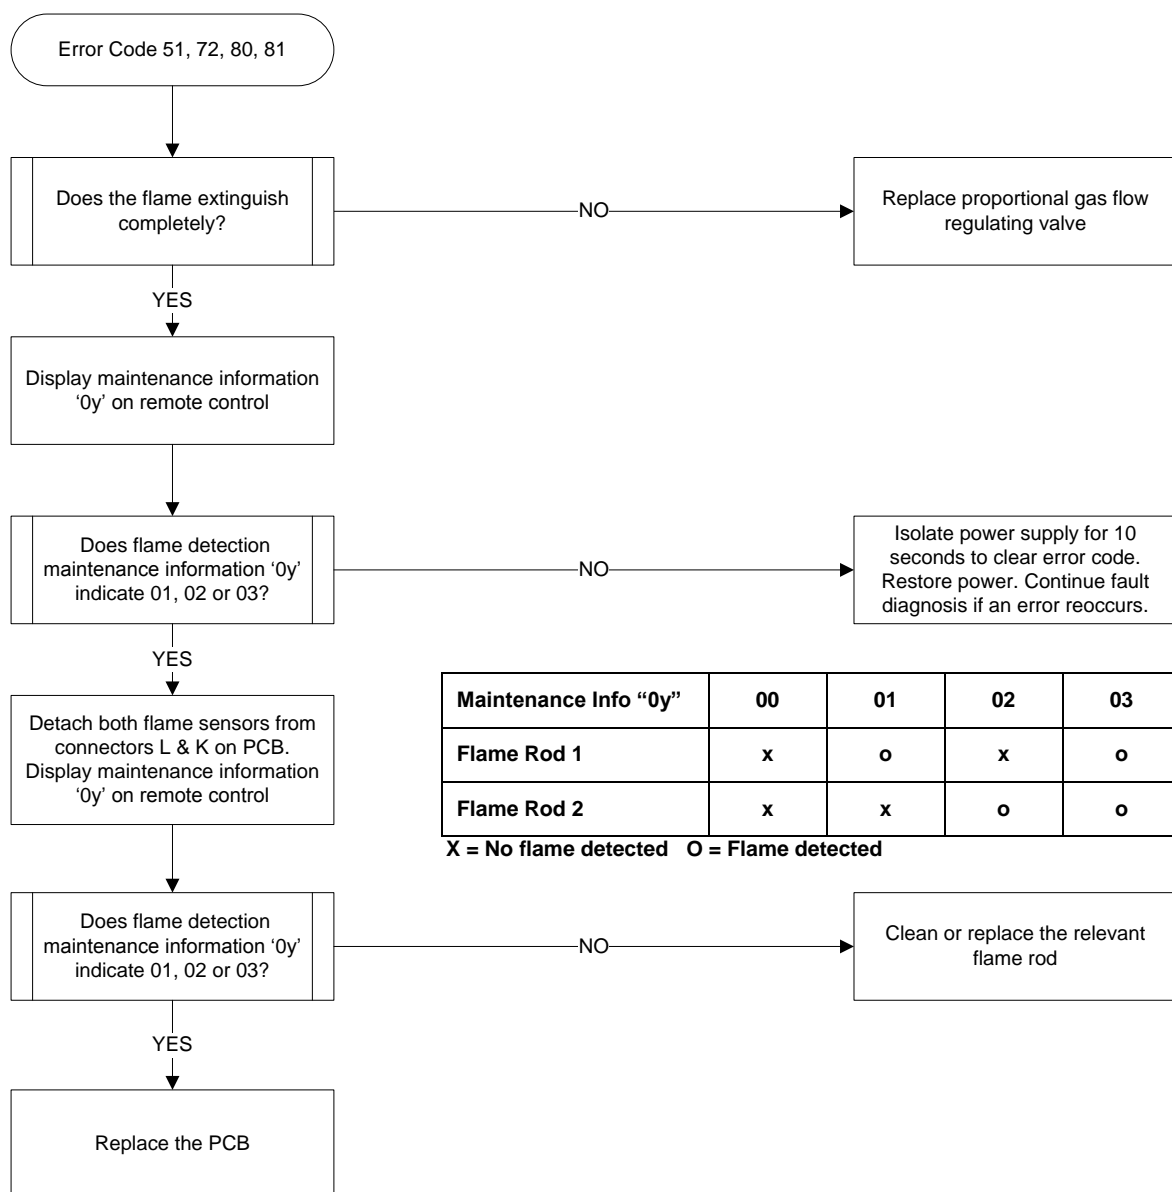 Error Code 51, 72, 80, 81
Does the flame extinguish
completely?
NO
Replace proportional gas flow
regulating valve
YES
Display maintenance information
‘0y’ on remote control
Does flame detection
maintenance information ‘0y’
indicate 01, 02 or 03?
NO
Isolate power supply for 10
seconds to clear error code.
Restore power. Continue fault
diagnosis if an error reoccurs.
YES
Detach both flame sensors from
connectors L & K on PCB.
Display maintenance information
‘0y’ on remote control
Maintenance Info “0y” 00 01 02 03
Flame Rod 1 x o x o
Flame Rod 2 x x o o
X = No flame detected O = Flame detected
Does flame detection
maintenance information ‘0y’
indicate 01, 02 or 03?
NO
Clean or replace the relevant
flame rod
YES
Replace the PCB